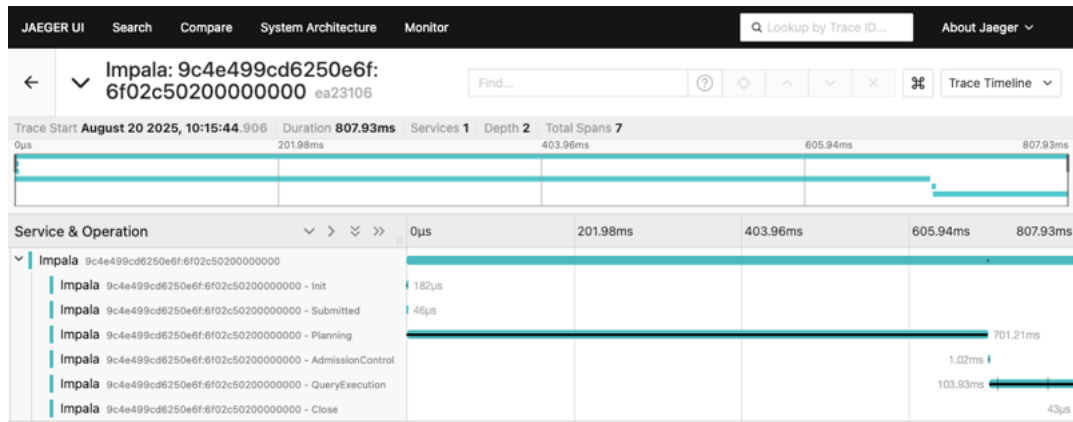 JAEGER UI Search Compare System Architecture Monitor Lookup by Trace ID... About Jaeger
Impala: 9c4e499cd6250e6f:
6f02c50200000000 ea23106
Find... ? ⌘ Trace Timeline
Trace Start August 20 2025, 10:15:44.906 Duration 807.93ms Services 1 Depth 2 Total Spans 7
0μs 201.98ms 403.96ms 605.94ms 807.93ms
Service & Operation 0μs 201.98ms 403.96ms 605.94ms 807.93ms
Impala 9c4e499cd6250e6f:6f02c50200000000
Impala 9c4e499cd6250e6f:6f02c50200000000 - Init 182μs
Impala 9c4e499cd6250e6f:6f02c50200000000 - Submitted 46μs
Impala 9c4e499cd6250e6f:6f02c50200000000 - Planning 701.21ms
Impala 9c4e499cd6250e6f:6f02c50200000000 - AdmissionControl 1.02ms
Impala 9c4e499cd6250e6f:6f02c50200000000 - QueryExecution 103.93ms
Impala 9c4e499cd6250e6f:6f02c50200000000 - Close 43μs